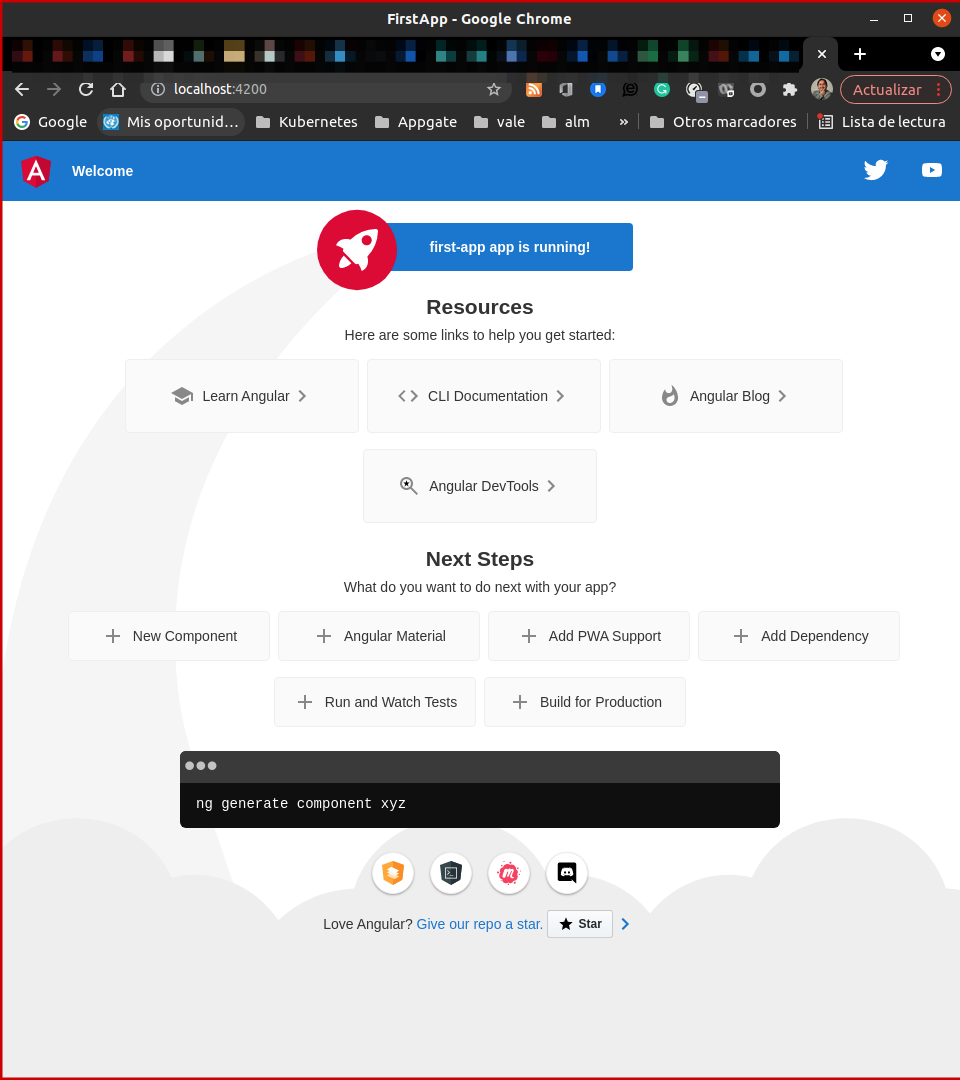 FirstApp - Google Chrome
localhost:4200
Actualizar
Google Mis oportunid... Kubernetes Appgate vale alm » Otros marcadores Lista de lectura
Welcome
first-app app is running!
Resources
Here are some links to help you get started:
Learn Angular CLI Documentation Angular Blog
Angular DevTools
Next Steps
What do you want to do next with your app?
New Component Angular Material Add PWA Support Add Dependency
Run and Watch Tests Build for Production
ng generate component xyz
Love Angular? Give our repo a star. Star